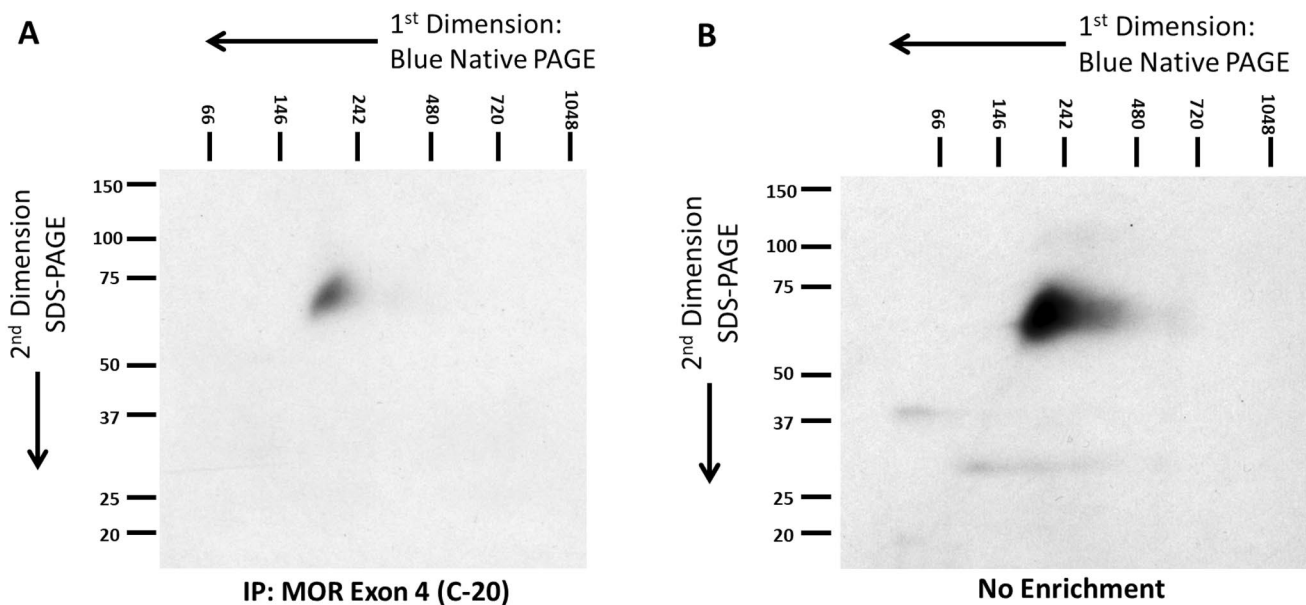 A
1st Dimension:
Blue Native PAGE
66 146 242 480 720 1048
2nd Dimension
SDS-PAGE
150
100
75
50
37
25
20
IP: MOR Exon 4 (C-20)
B
1st Dimension:
Blue Native PAGE
66 146 242 480 720 1048
2nd Dimension
SDS-PAGE
150
100
75
50
37
25
20
No Enrichment